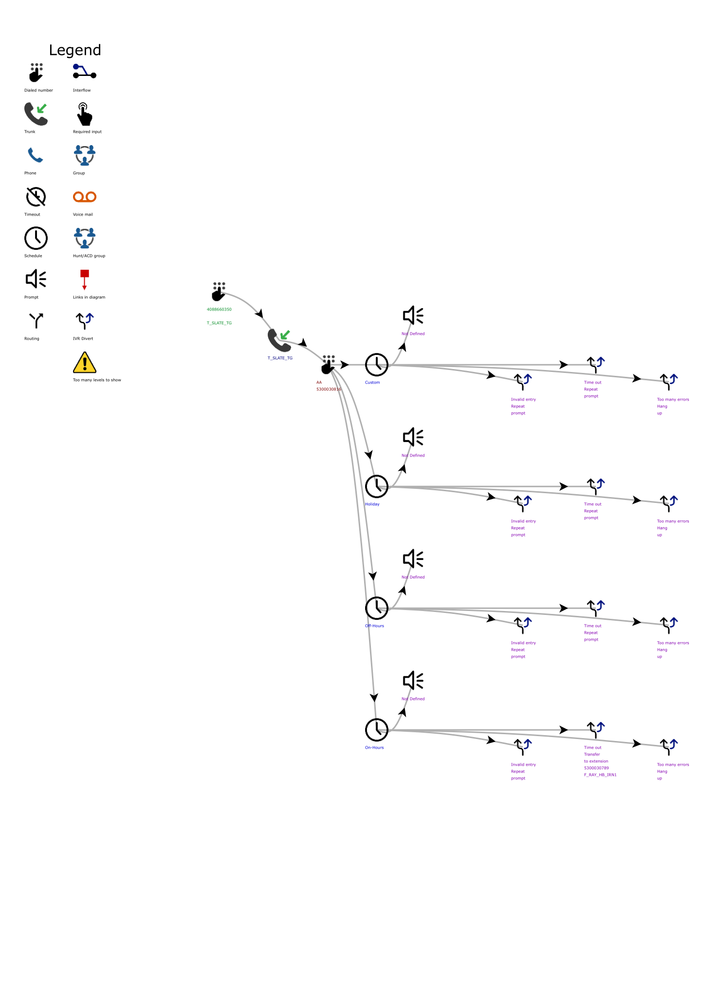 Legend
Dialed number
Interflow
Trunk
Required input
Phone
Group
Timeout
Voice mail
Schedule
Hunt/ACD group
Prompt
Links in diagram
Routing
IVR Divert
Too many levels to show
4088660350
T_SLATE_TG
T_SLATE_TG
AA
5300030816
Not Defined
Custom
Invalid entry
Repeat
prompt
Time out
Repeat
prompt
Too many errors
Hang
up
Not Defined
Holiday
Invalid entry
Repeat
prompt
Time out
Repeat
prompt
Too many errors
Hang
up
Not Defined
Off-Hours
Invalid entry
Repeat
prompt
Time out
Repeat
prompt
Too many errors
Hang
up
Not Defined
On-Hours
Invalid entry
Repeat
prompt
Time out
Transfer
to extension
5300030789
F_RAY_HB_IRN1
Too many errors
Hang
up